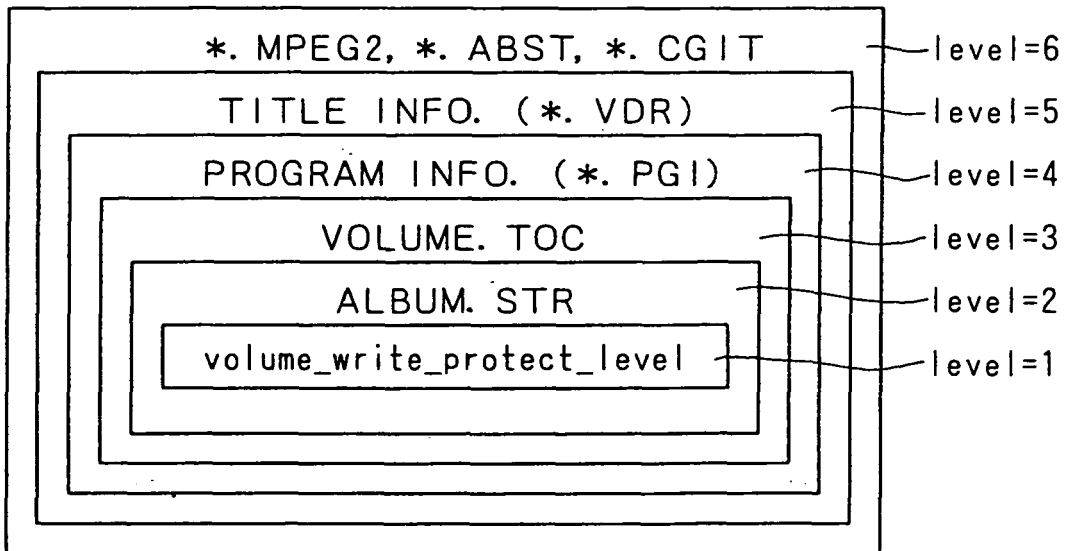 *. MPEG2, *. ABST, *. CGIT level=6
TITLE INFO. (*. VDR) level=5
PROGRAM INFO. (*. PGI) level=4
VOLUME. TOC level=3
ALBUM. STR level=2
volume_write_protect_level level=1